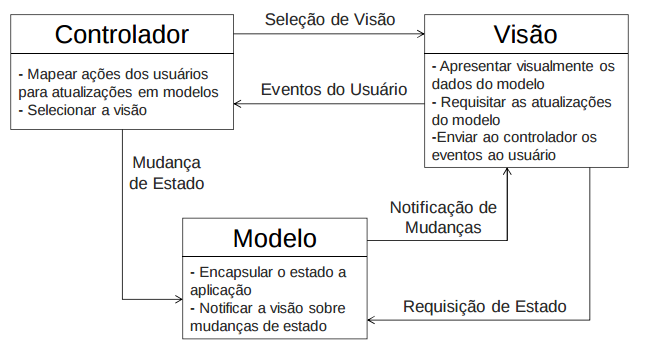 Controlador
- Mapear ações dos usuários
para atualizações em modelos
- Selecionar a visão
Seleção de Visão
Eventos do Usuário
Visão
- Apresentar visualmente os
dados do modelo
- Requisitar as atualizações
do modelo
-Enviar ao controlador os
eventos ao usuário
Mudança
de Estado
Notificação de
Mudanças
Modelo
- Encapsular o estado a
aplicação
- Notificar a visão sobre
mudanças de estado
Requisição de Estado